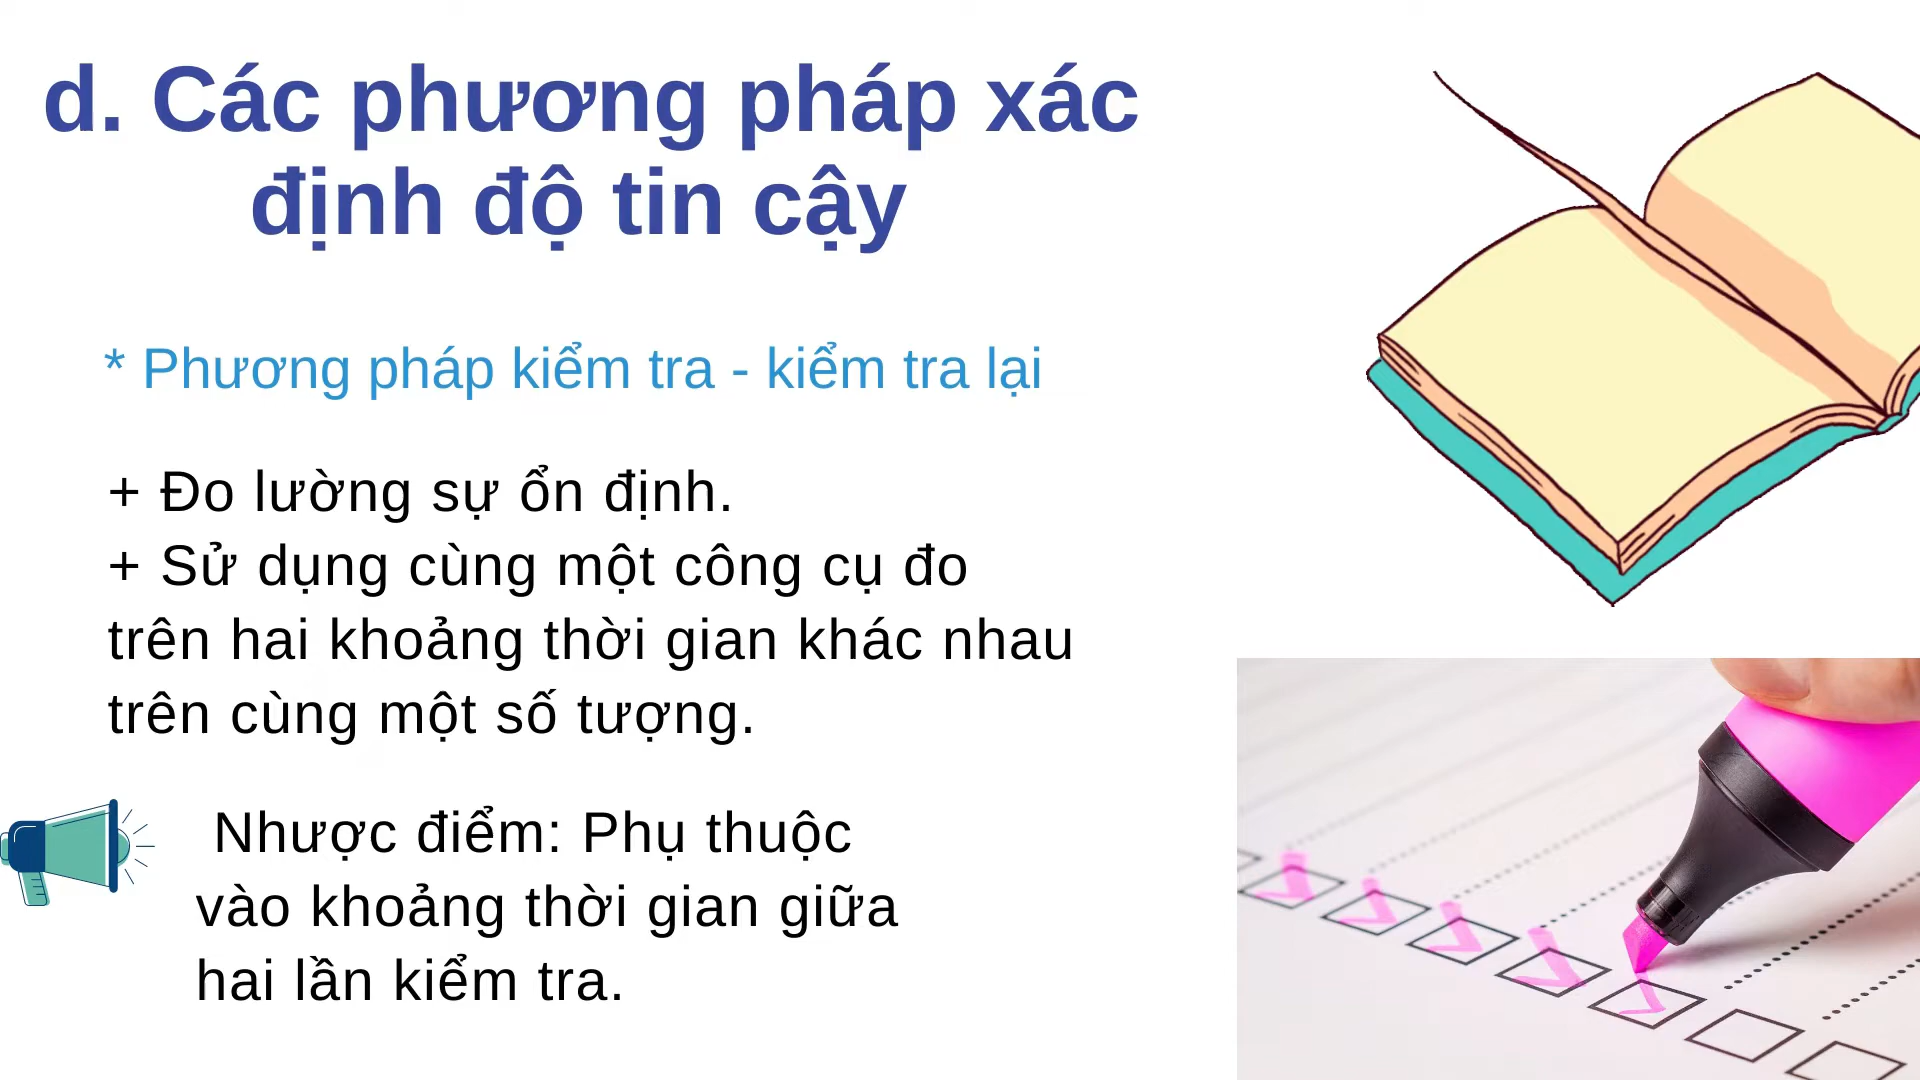 d. Các phương pháp xác
định độ tin cậy
* Phương pháp kiểm tra - kiểm tra lại
+ Đo lường sự ổn định.
+ Sử dụng cùng một công cụ đo
trên hai khoảng thời gian khác nhau
trên cùng một số tượng.
Nhược điểm: Phụ thuộc
vào khoảng thời gian giữa
hai lần kiểm tra.